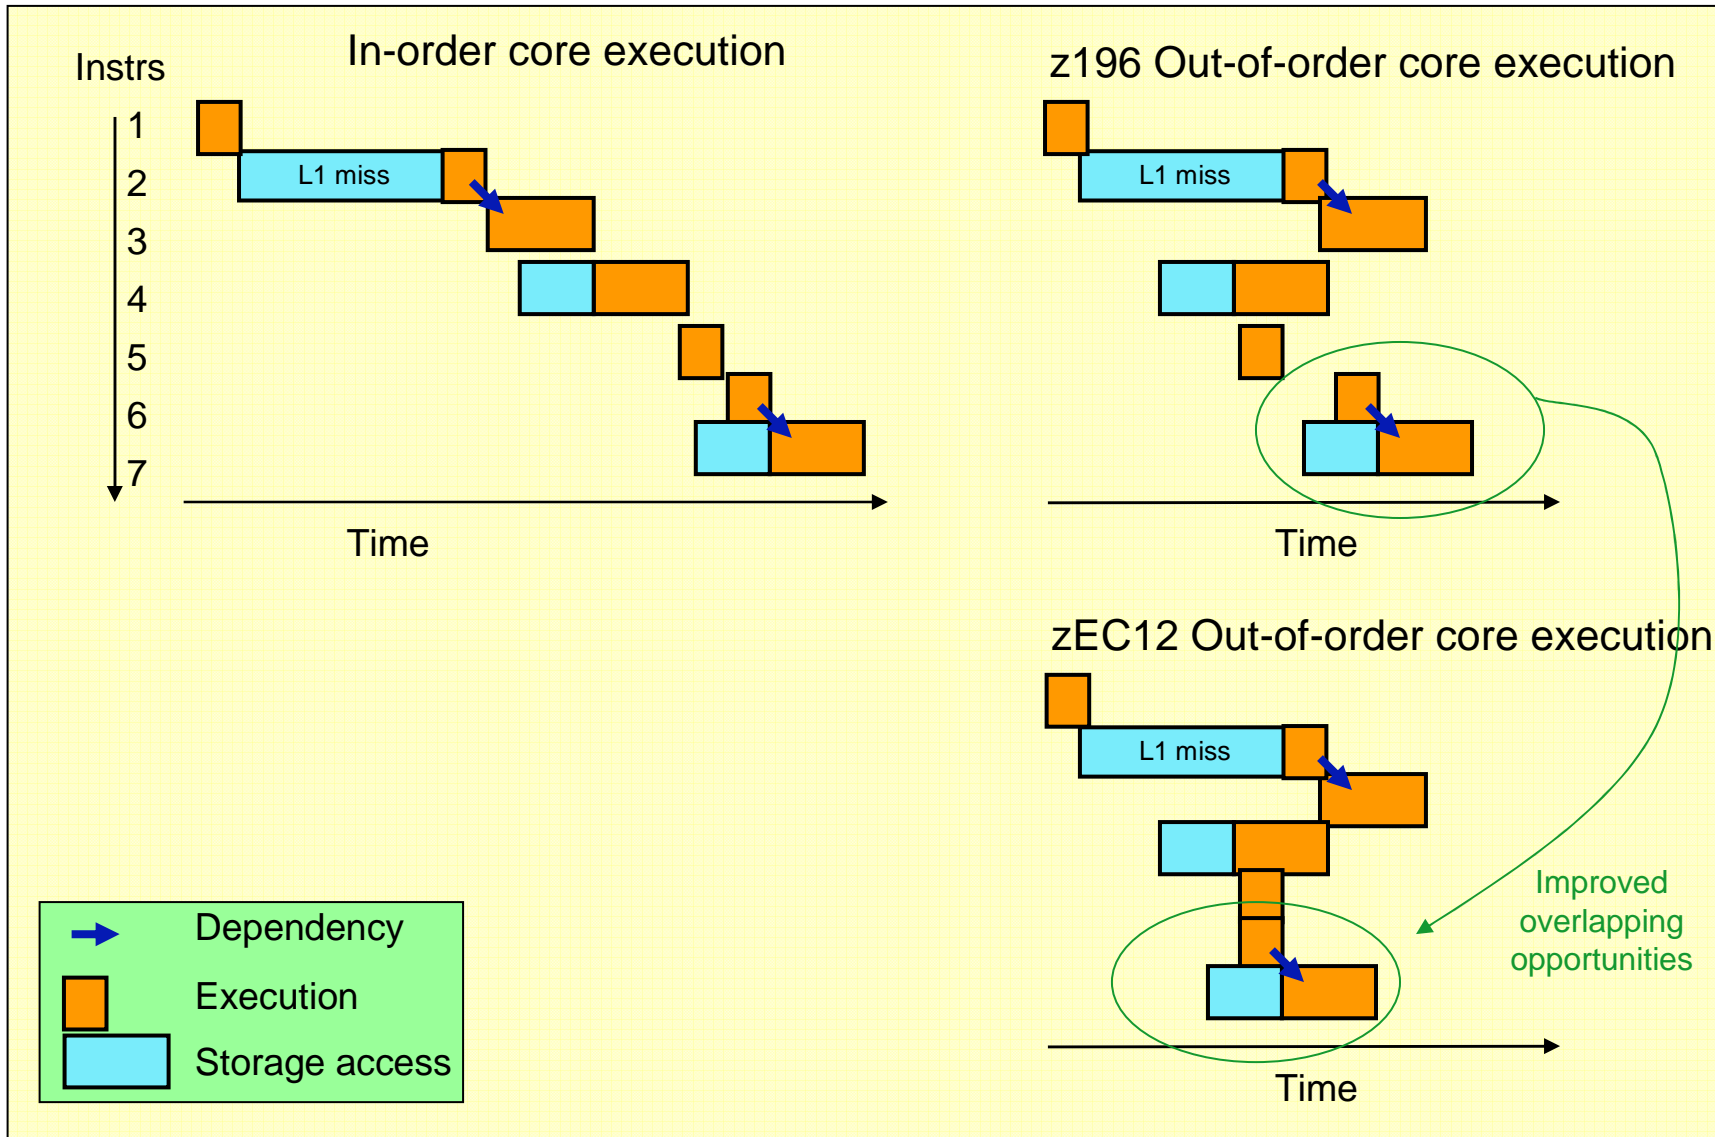 In-order core execution
Instrs
1
2
3
4
5
6
7
L1 miss
Time
z196 Out-of-order core execution
L1 miss
Time
zEC12 Out-of-order core execution
L1 miss
Improved
overlapping
opportunities
Time
Dependency
Execution
Storage access